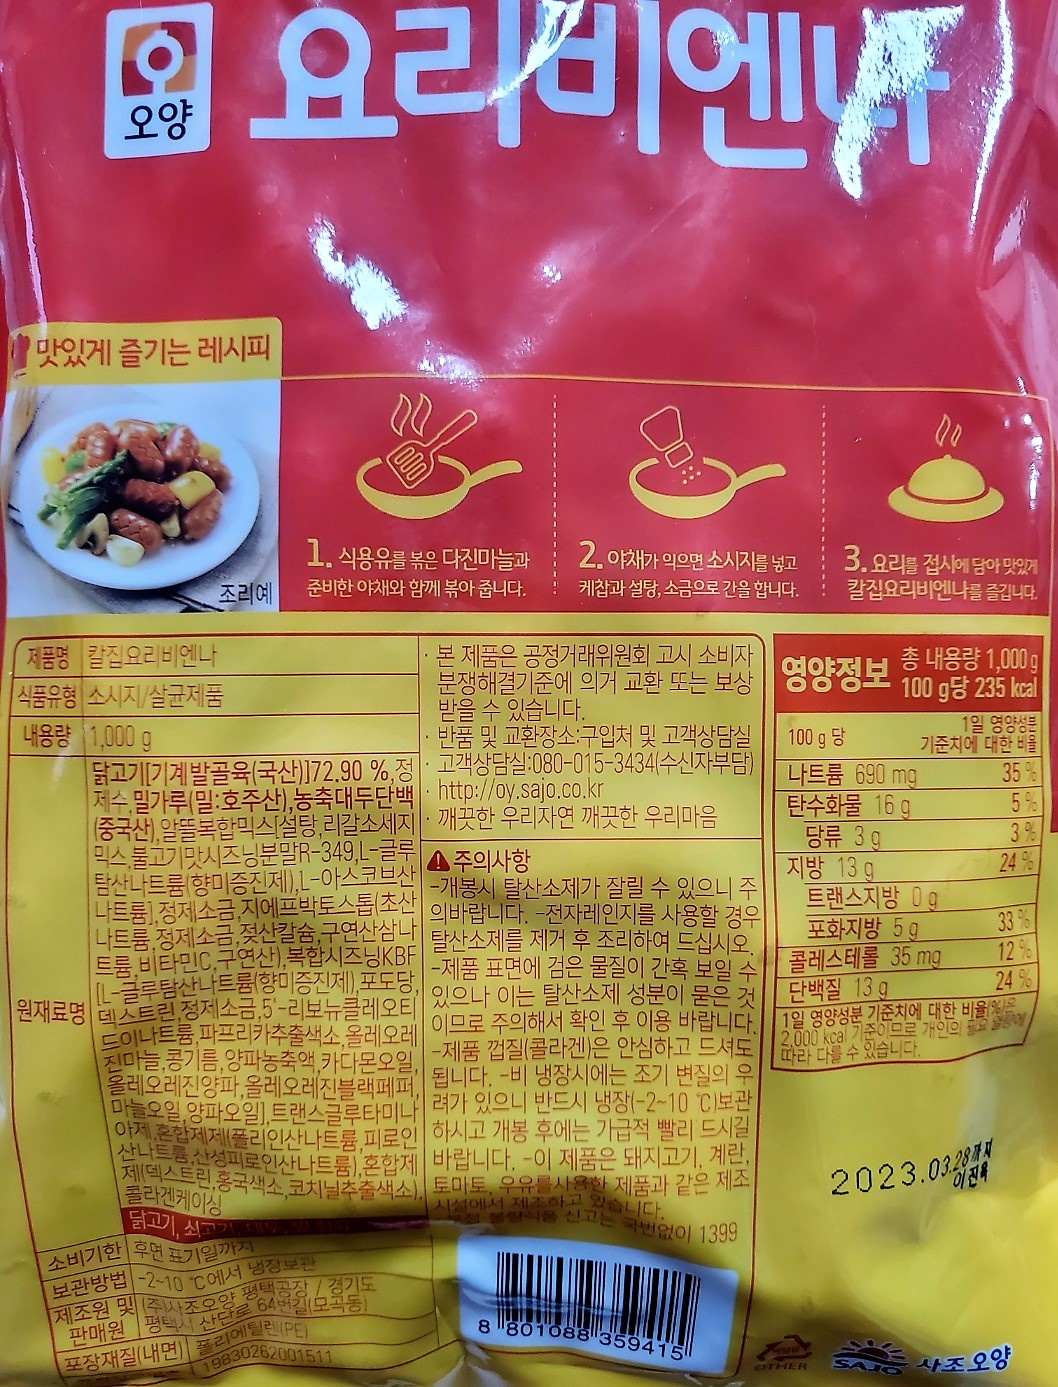 오양
요리비엔나
맛있게 즐기는 레시피
조리예
1. 식용유를 볶은 다진마늘과
준비한 야채와 함께 볶아 줍니다.
2. 야채가 익으면 소시지를 넣고
케찹과 설탕, 소금으로 간을 합니다.
3. 요리를 접시에 담아 맛있게
칼집요리비엔나를 즐깁니다.
제품명 칼집요리비엔나
식품유형 소시지/살균제품
내용량 1,000 g
원재료명
닭고기[기계발골육(국산)]72.90 %,정
제수,밀가루(밀:호주산),농축대두단백
(중국산),알뜰복합믹스[설탕,리갈소세지
믹스,불고기맛시즈닝분말R-349,L-글루
탐산나트륨(향미증진제),L-아스코브산
나트륨],정제소금,지에프박토스톱(초산
나트륨,정제소금,젖산칼슘,구연산삼나
트륨,비타민C,구연산),복합시즈닝KBF
[L-글루탐산나트륨(향미증진제),포도당,
덱스트린,정제소금,5'-리보뉴클레오티
드이나트륨,파프리카추출색소,올레오레
진마늘,콩기름,양파농축액,카다몬오일,
올레오레진양파,올레오레진블랙페퍼,
마늘오일,양파오일],트랜스글루타미나
아제,혼합제제(폴리인산나트륨,피로인
산나트륨,산성피로인산나트륨),혼합제
제(덱스트린,홍국색소,코치닐추출색소),
콜라겐케이싱
닭고기, 쇠고기,
소비기한 후면 표기일까지
보관방법 -2~10 ℃에서 냉장보관
제조원 및 판매원 (주)사조오양 평택공장 / 경기도
평택시 산단로 64번길(모곡동)
포장재질(내면) 폴리에틸렌(PE)
19830262001511
· 본 제품은 공정거래위원회 고시 소비자
분쟁해결기준에 의거 교환 또는 보상
받을 수 있습니다.
· 반품 및 교환장소:구입처 및 고객상담실
· 고객상담실:080-015-3434(수신자부담)
· http://oy.sajo.co.kr
· 깨끗한 우리자연 깨끗한 우리마음
주의사항
-개봉시 탈산소제가 잘릴 수 있으니 주
의바랍니다. -전자레인지를 사용할 경우
탈산소제를 제거 후 조리하여 드십시오.
-제품 표면에 검은 물질이 간혹 보일 수
있으나 이는 탈산소제 성분이 묻은 것
이므로 주의해서 확인 후 이용 바랍니다.
-제품 껍질(콜라겐)은 안심하고 드셔도
됩니다. -비 냉장시에는 조기 변질의 우
려가 있으니 반드시 냉장(-2~10 ℃)보관
하시고 개봉 후에는 가급적 빨리 드시길
바랍니다. -이 제품은 돼지고기, 계란,
토마토, 우유를 사용한 제품과 같은 제조
시설에서 제조하고 있습니다.
불량식품 신고는 국번없이 1399
8 801088 359415
영양정보 총 내용량 1,000 g
100 g당 235 kcal
100 g 당 1일 영양성분
기준치에 대한 비율
나트륨 690 mg 35 %
탄수화물 16 g 5 %
당류 3 g 3 %
지방 13 g 24 %
트랜스지방 0 g
포화지방 5 g 33 %
콜레스테롤 35 mg 12 %
단백질 13 g 24 %
1일 영양성분 기준치에 대한 비율(%)은
2,000 kcal 기준이므로 개인의 필요 열량에
따라 다를 수 있습니다.
2023.03.28까지
이진옥
OTHER
SAJO 사조오양